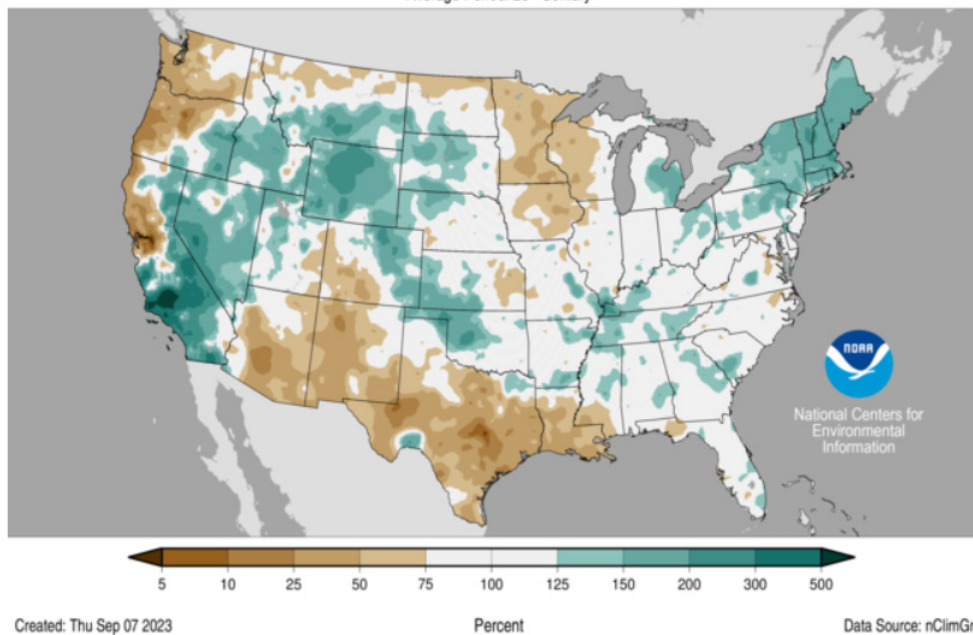 NOAA
National Centers for
Environmental
Information
5 10 25 50 75 100 125 150 200 300 500
Created: Thu Sep 07 2023 Percent Data Source: nClimGr